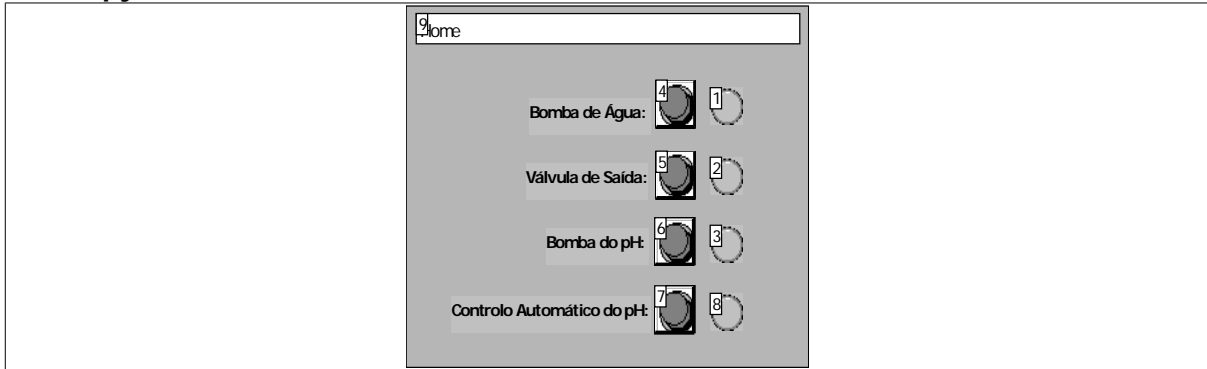 9 Home
Bomba de Água: 4 1
Válvula de Saída: 5 2
Bomba do pH: 6 3
Controlo Automático do pH: 7 8